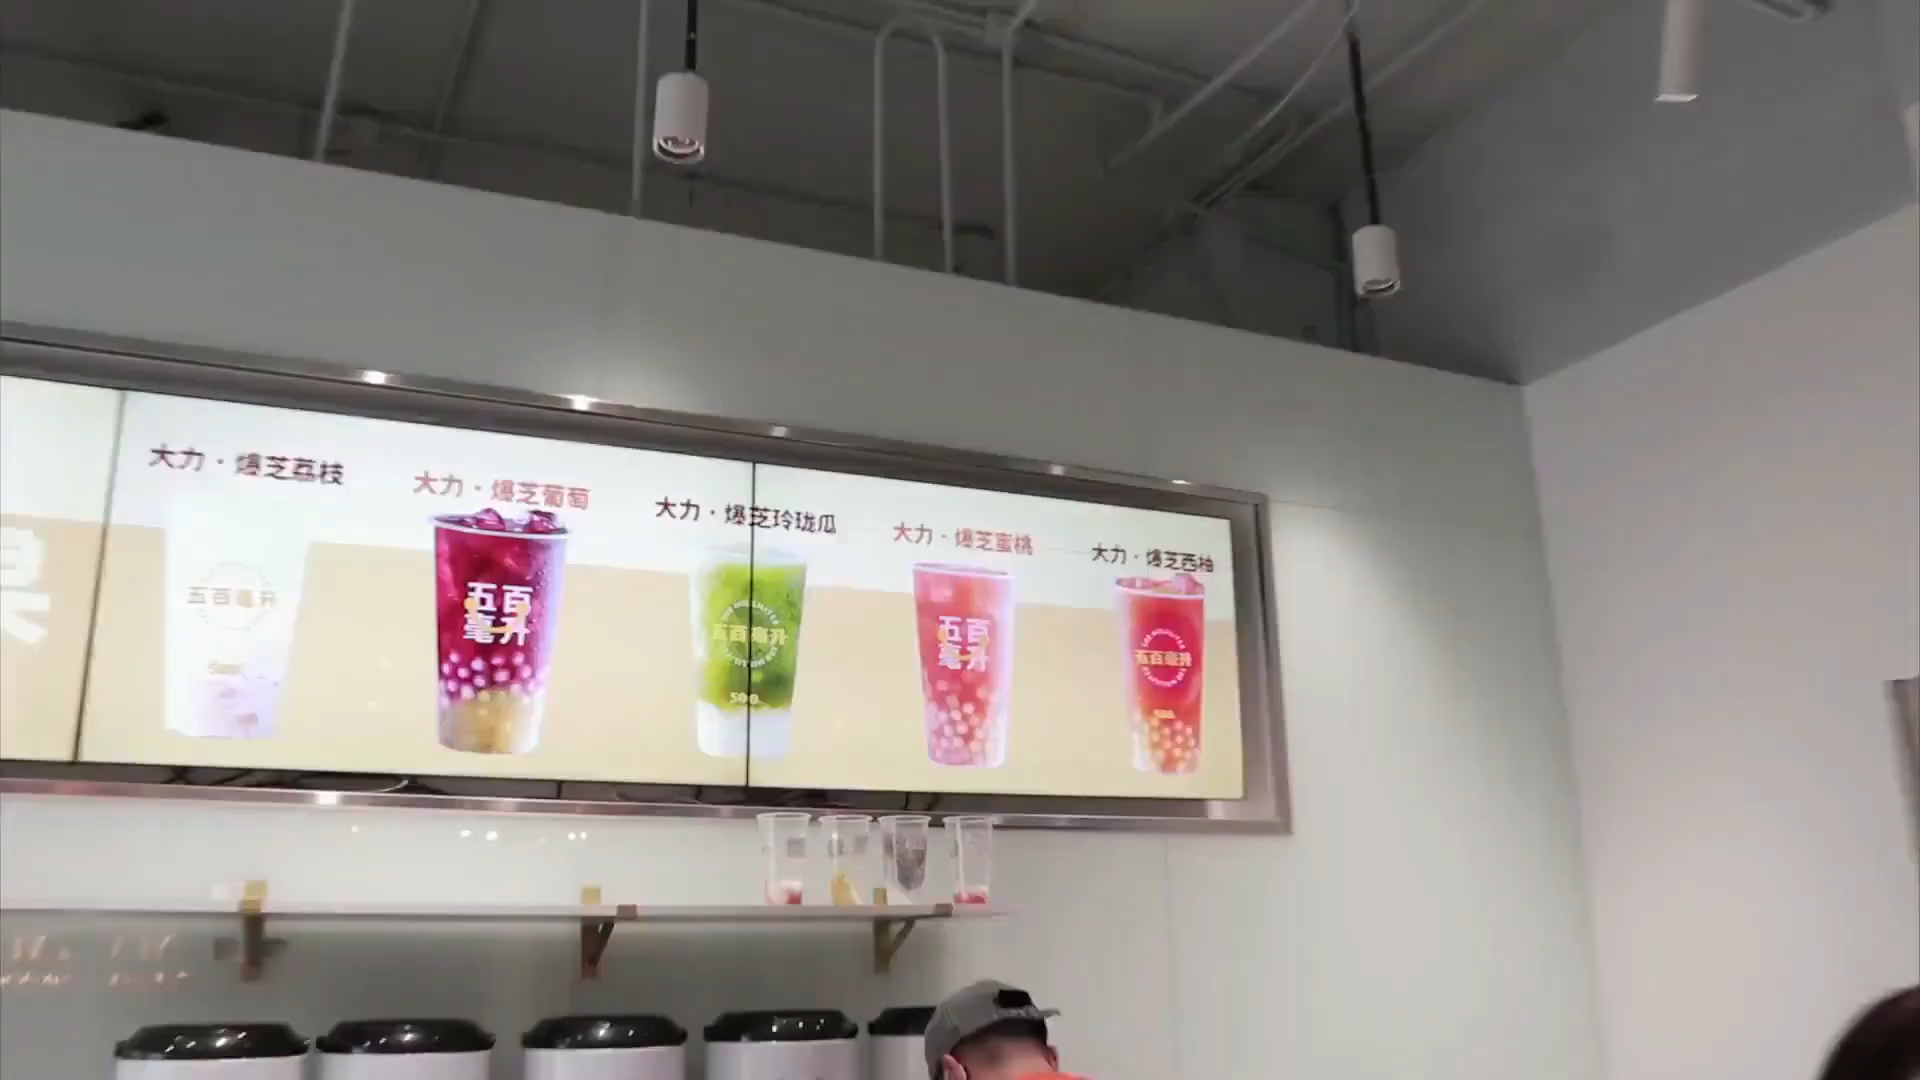 大力·爆芝荔枝
大力·爆芝葡萄
大力·爆芝玲珑瓜
大力·爆芝蜜桃
大力·爆芝西柚
五百毫升
五百
毫升
五百毫升
500
五百
毫升
五百毫升